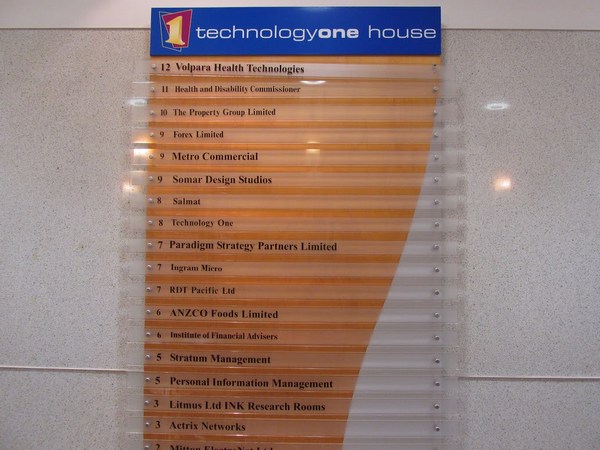 1 technologyone house
12 Volpara Health Technologies
11 Health and Disability Commissioner
10 The Property Group Limited
9 Forex Limited
9 Metro Commercial
9 Somar Design Studios
8 Salmat
8 Technology One
7 Paradigm Strategy Partners Limited
7 Ingram Micro
7 RDT Pacific Ltd
6 ANZCO Foods Limited
6 Institute of Financial Advisers
5 Stratum Management
5 Personal Information Management
3 Litmus Ltd INK Research Rooms
3 Actrix Networks
2